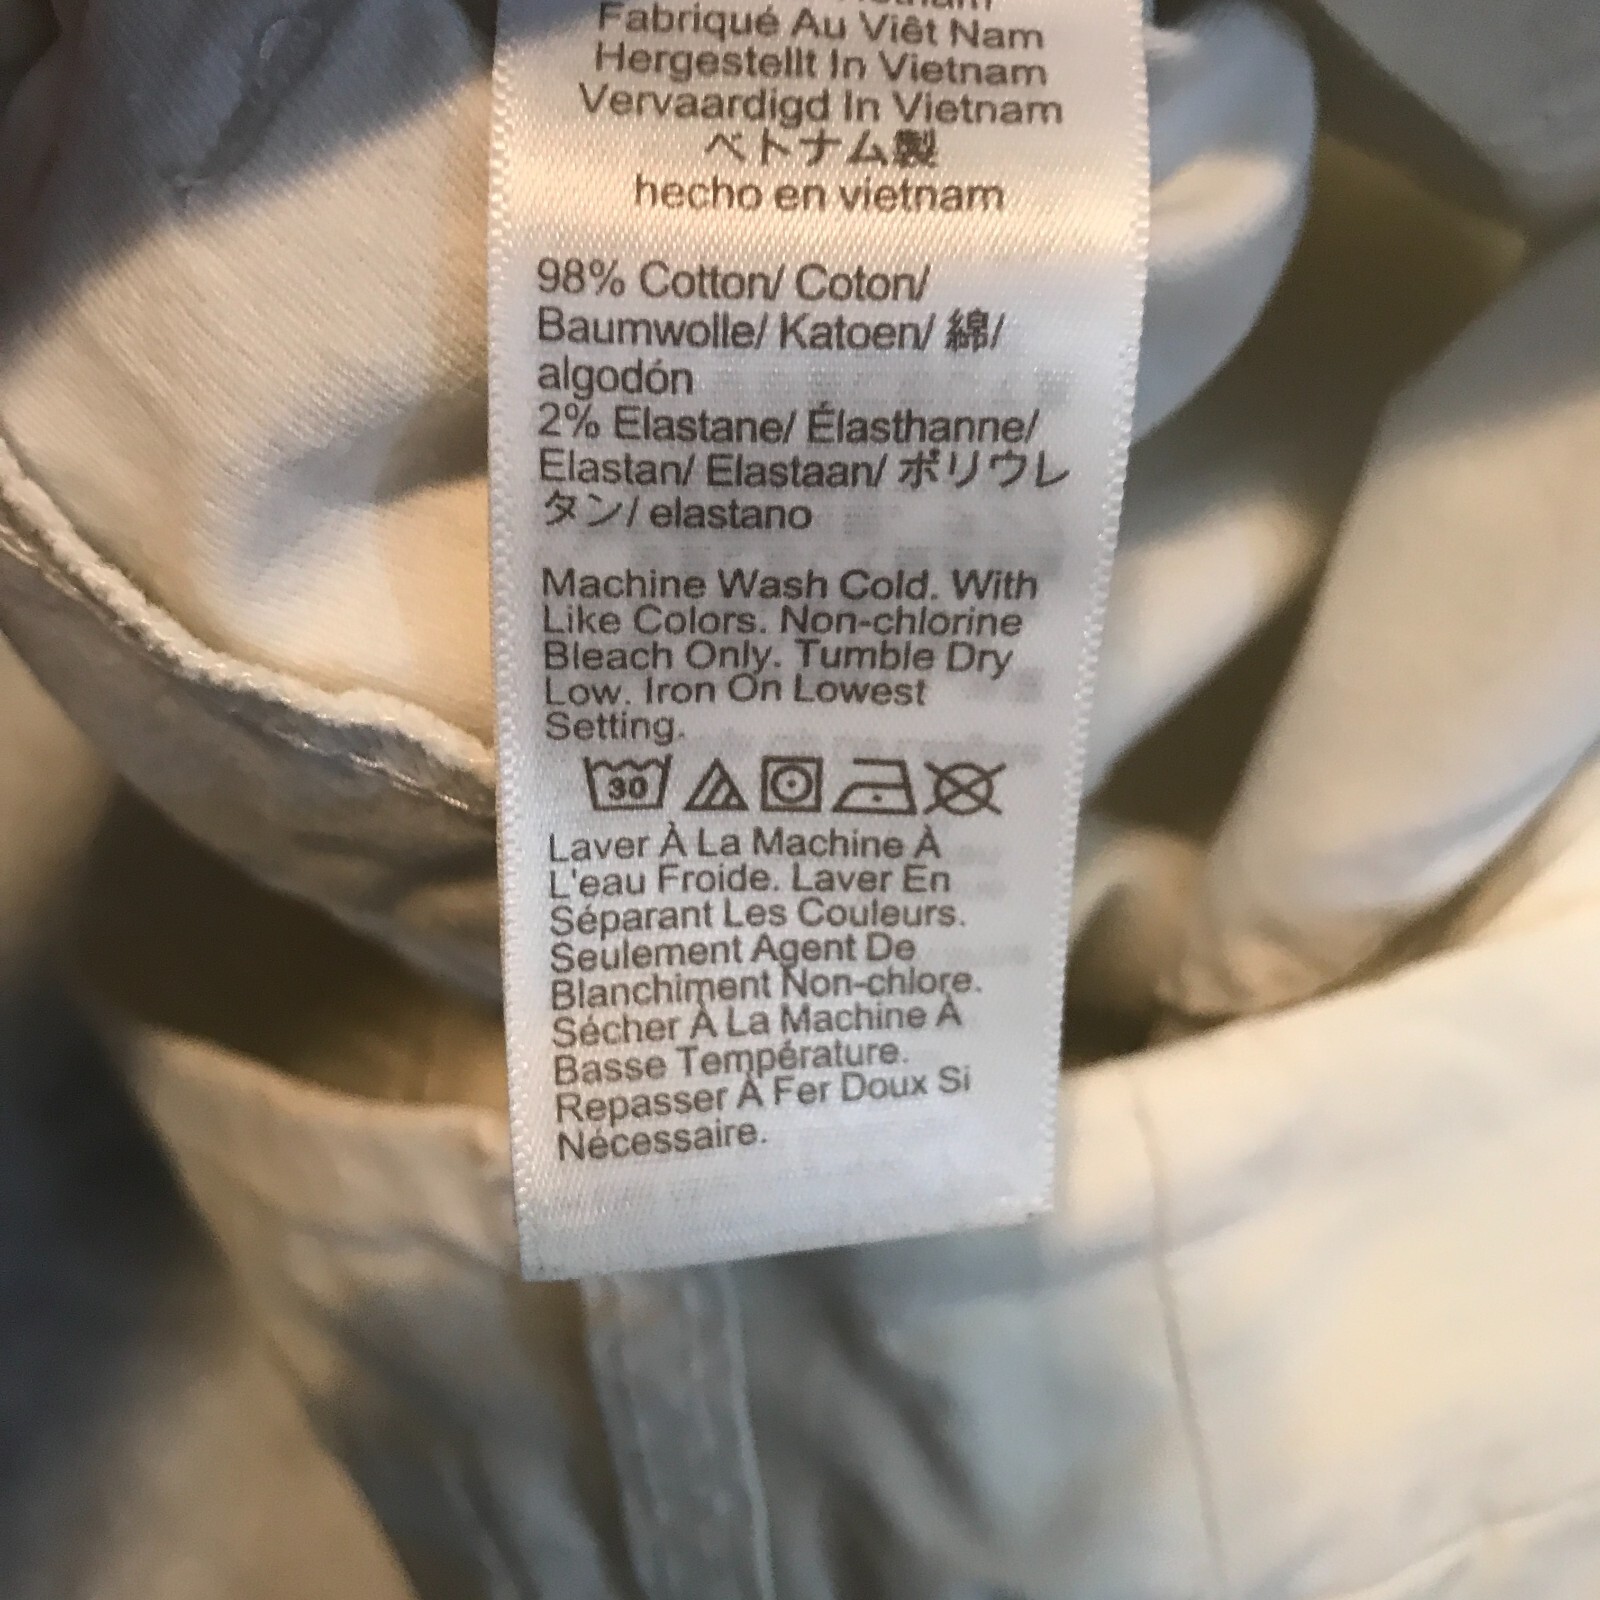 Fabriqué Au Viêt Nam
Hergestellt In Vietnam
Vervaardigd In Vietnam
ベトナム製
hecho en vietnam
98% Cotton/ Coton/
Baumwolle/ Katoen/ 綿/
algodón
2% Elastane/ Élasthanne/
Elastan/ Elastaan/ ポリウレ
タン/ elastano
Machine Wash Cold. With
Like Colors. Non-chlorine
Bleach Only. Tumble Dry
Low. Iron On Lowest
Setting.
30
Laver À La Machine À
L'eau Froide. Laver En
Séparant Les Couleurs.
Seulement Agent De
Blanchiment Non-chlore.
Sécher À La Machine À
Basse Température.
Repasser À Fer Doux Si
Nécessaire.